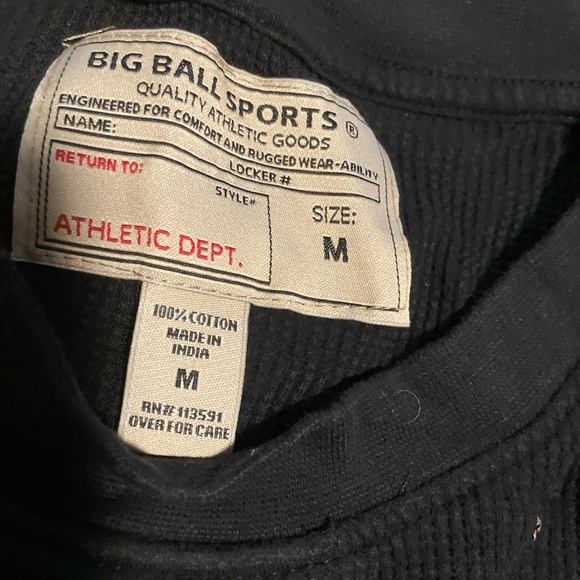 BIG BALL SPORTS ®
QUALITY ATHLETIC GOODS
ENGINEERED FOR COMFORT AND RUGGED WEAR-ABILITY
NAME:
LOCKER #
RETURN TO:
STYLE#
SIZE:
ATHLETIC DEPT.
M
100% COTTON
MADE IN
INDIA
M
RN# 113591
OVER FOR CARE